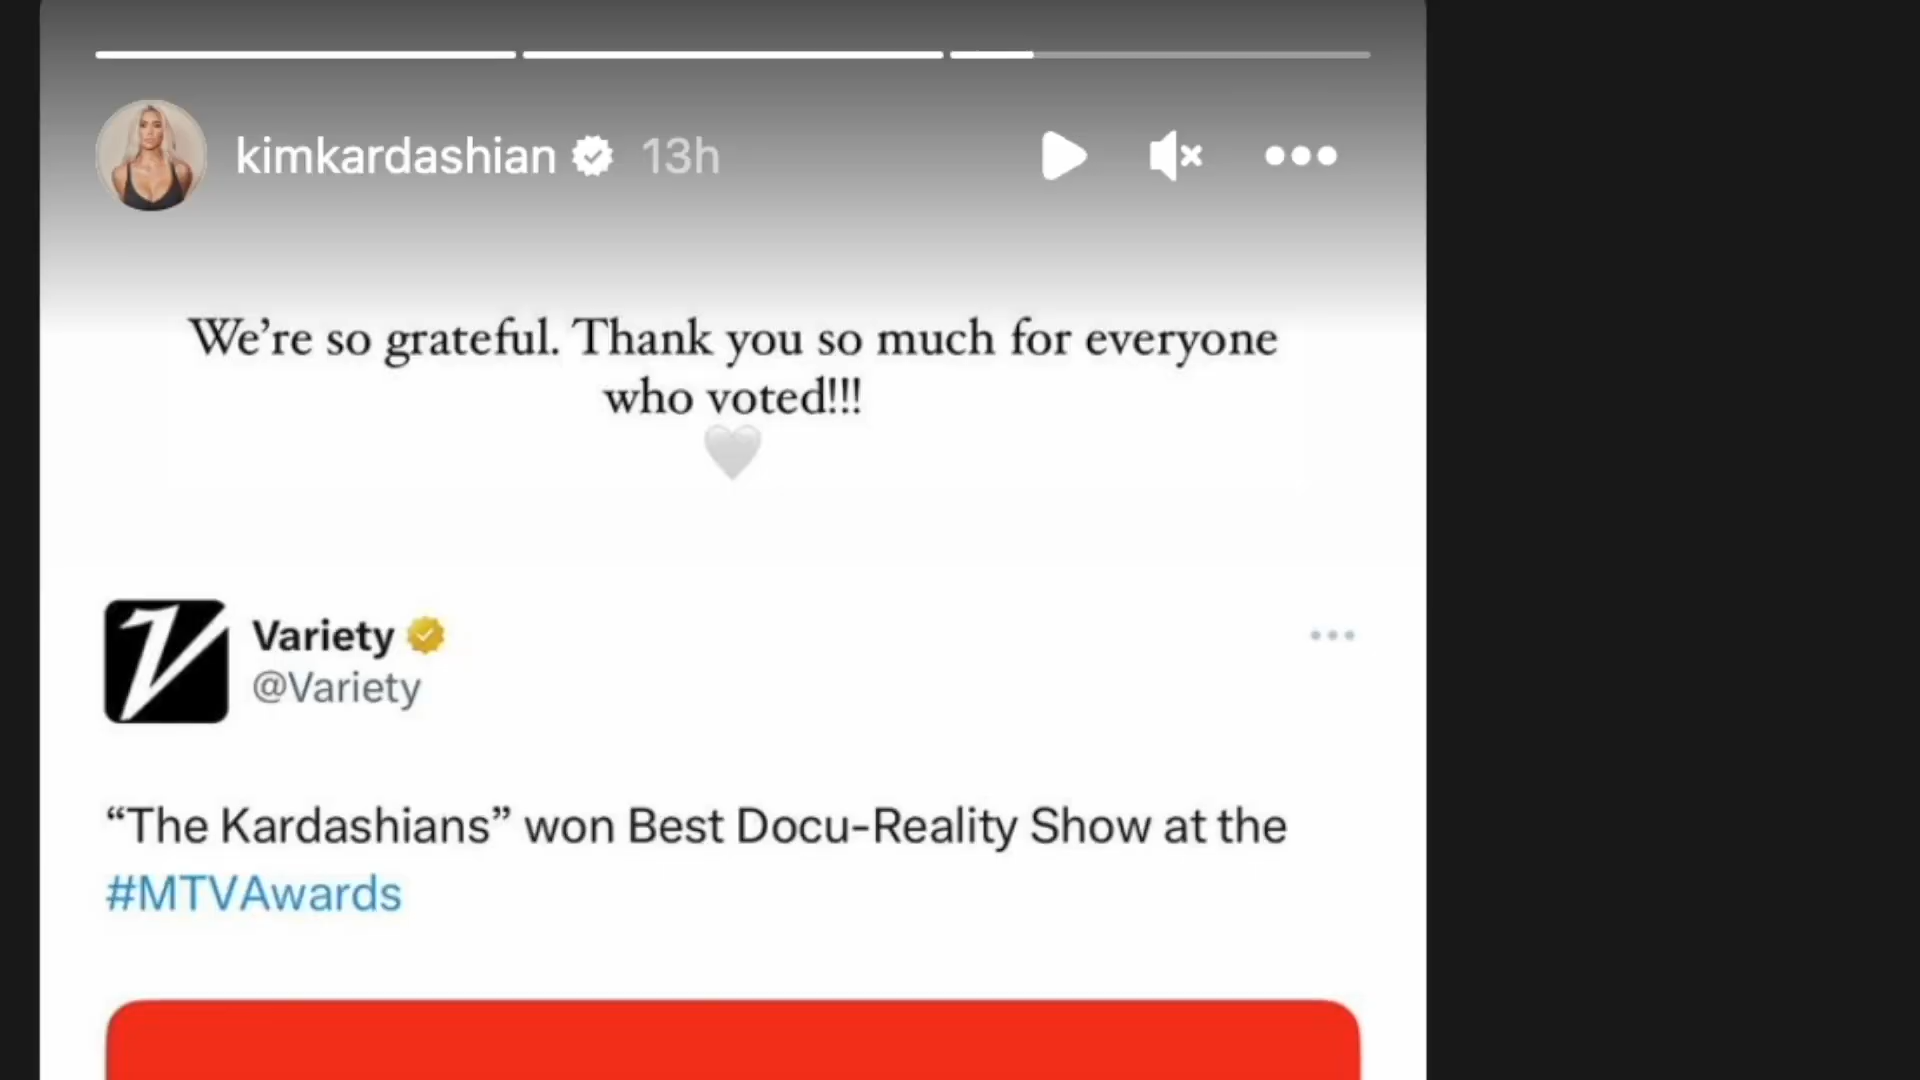 kimkardashian 13h
We’re so grateful. Thank you so much for everyone
who voted!!!
Variety
@Variety
“The Kardashians” won Best Docu-Reality Show at the
#MTVAwards